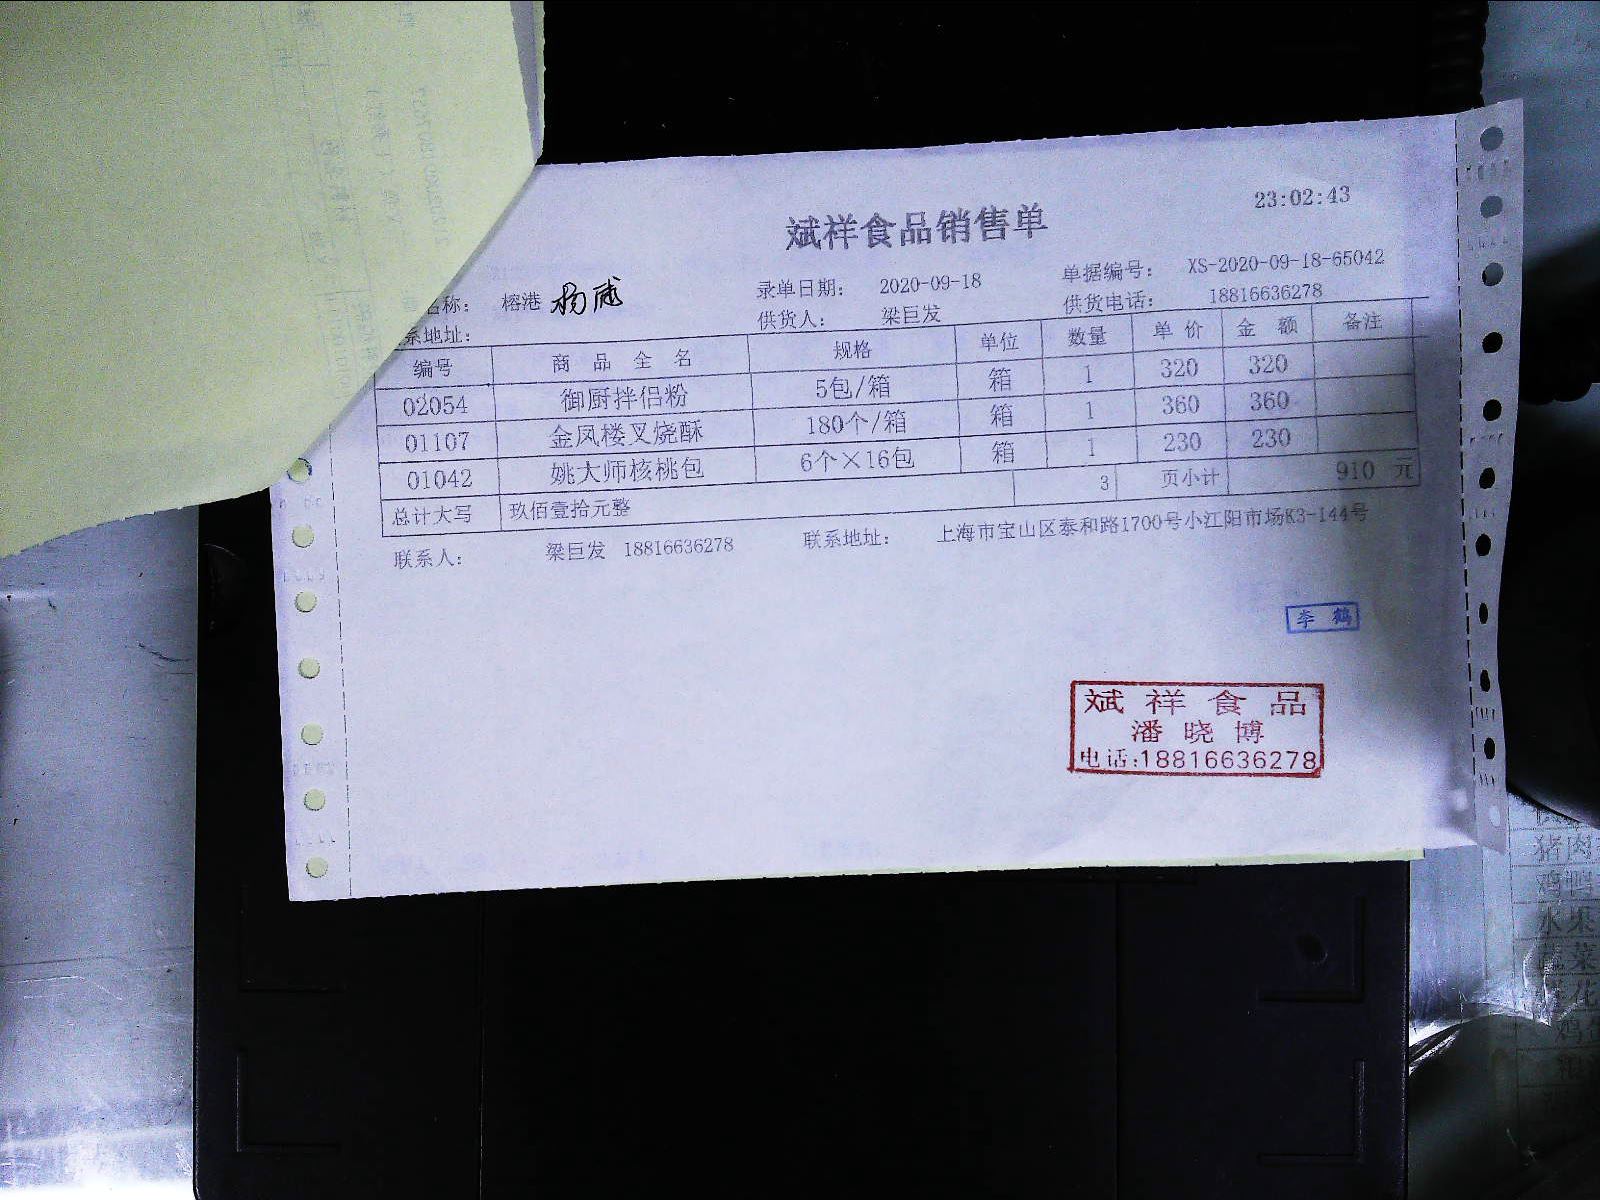 23:02:43
斌祥食品销售单
名称: 榕港 杨威 录单日期: 2020-09-18 单据编号: XS-2020-09-18-65042
系地址: 供货人: 梁巨发 供货电话: 18816636278
编号 商品全名 规格 单位 数量 单价 金额 备注
02054 御厨拌侣粉 5包/箱 箱 1 320 320
01107 金凤楼叉烧酥 180个/箱 箱 1 360 360
01042 姚大师核桃包 6个×16包 箱 1 230 230
总计大写 玖佰壹拾元整 3 页小计 910 元
联系人: 梁巨发 18816636278 联系地址: 上海市宝山区泰和路1700号小江阳市场K3-144号
李鹤
斌祥食品
潘晓博
电话:18816636278
猪肉
鸡鸭
水果
蔬菜